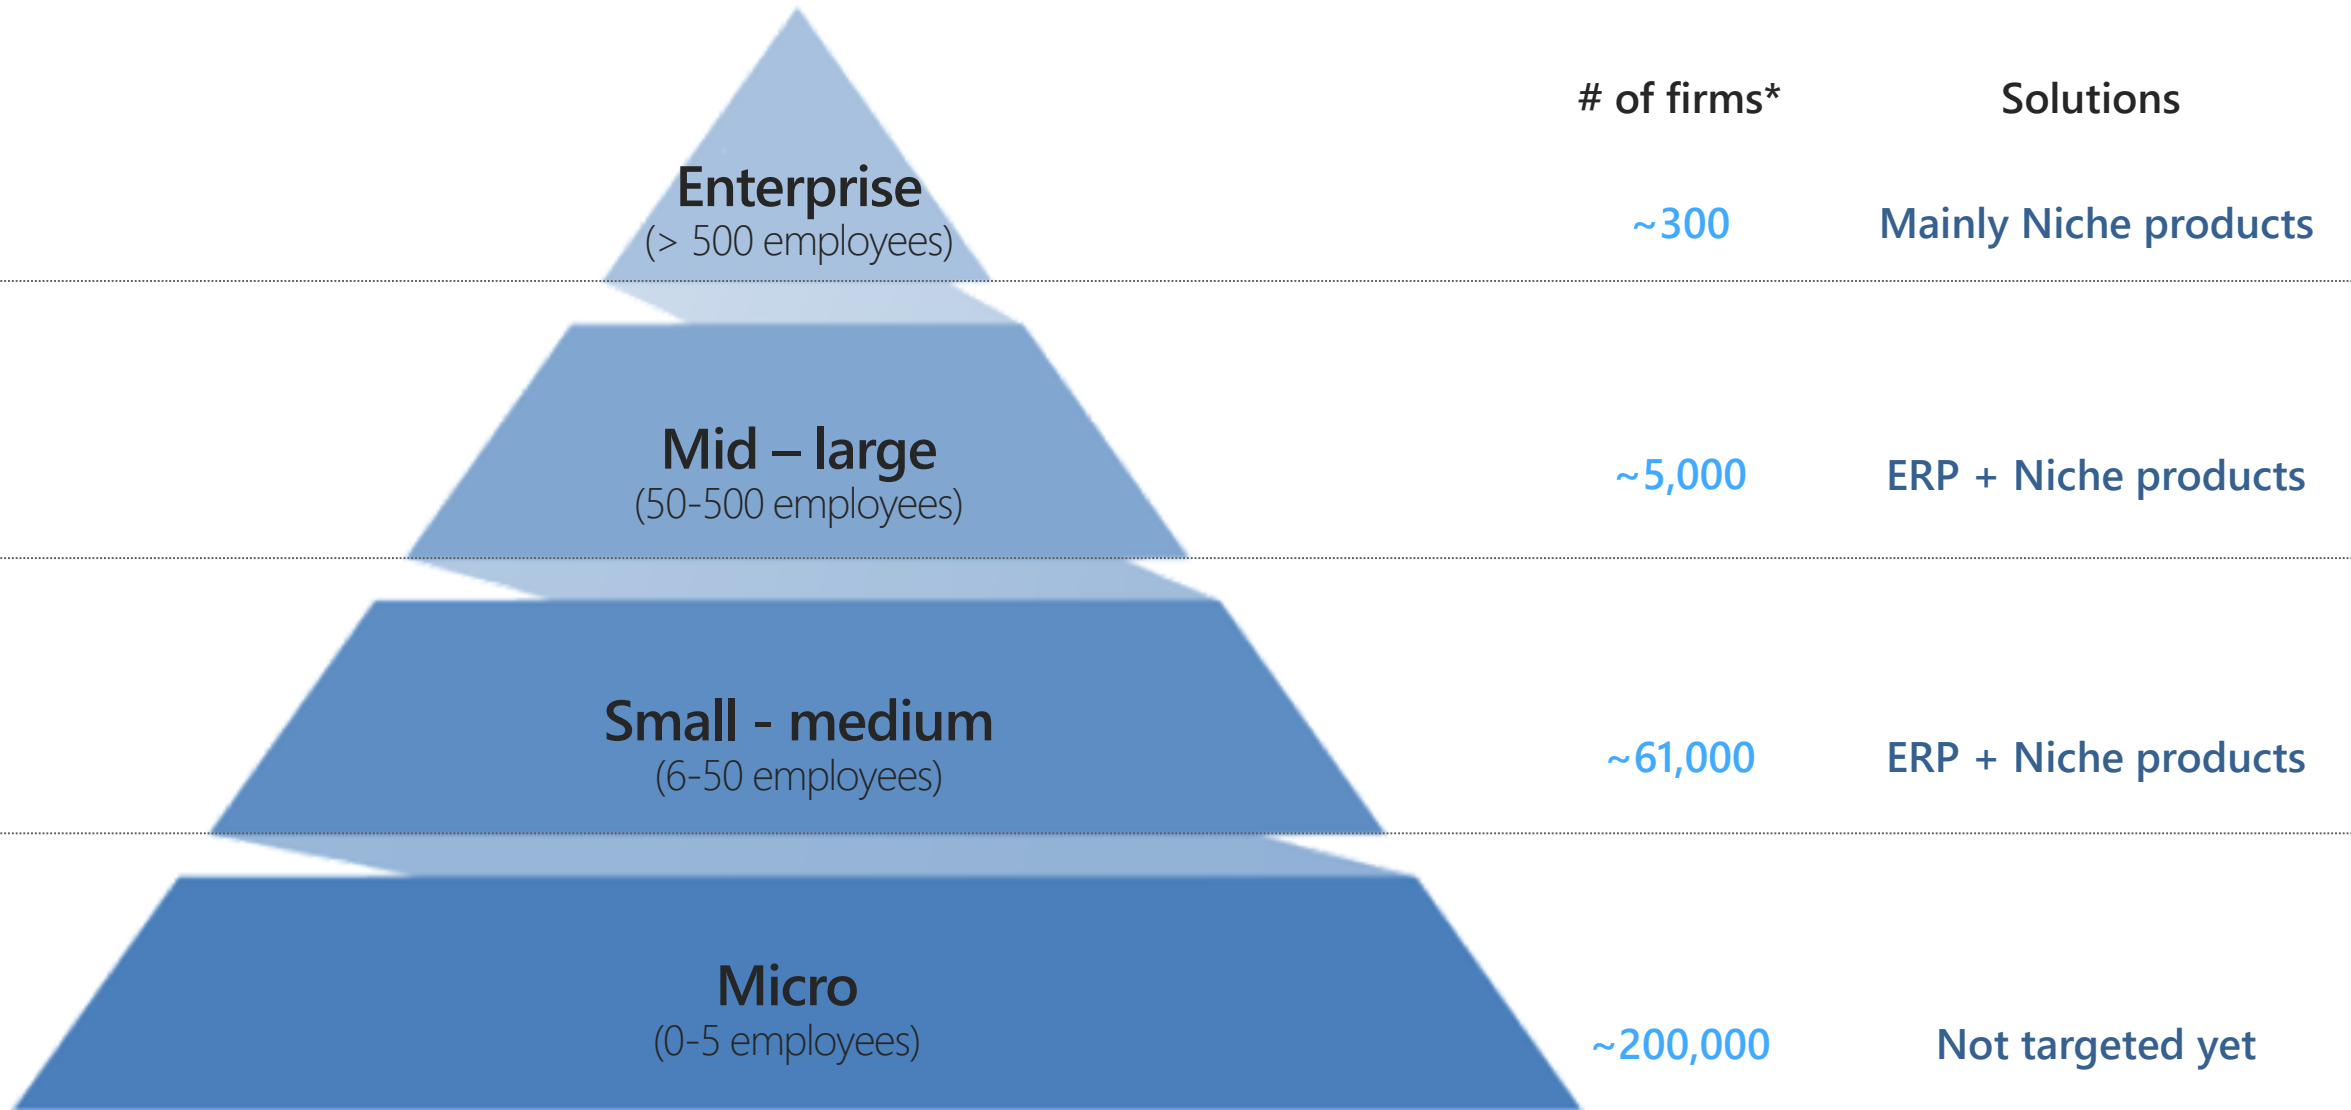 # of firms* Solutions
Enterprise
(> 500 employees)
~300 Mainly Niche products
Mid – large
(50-500 employees)
~5,000 ERP + Niche products
Small - medium
(6-50 employees)
~61,000 ERP + Niche products
Micro
(0-5 employees)
~200,000 Not targeted yet